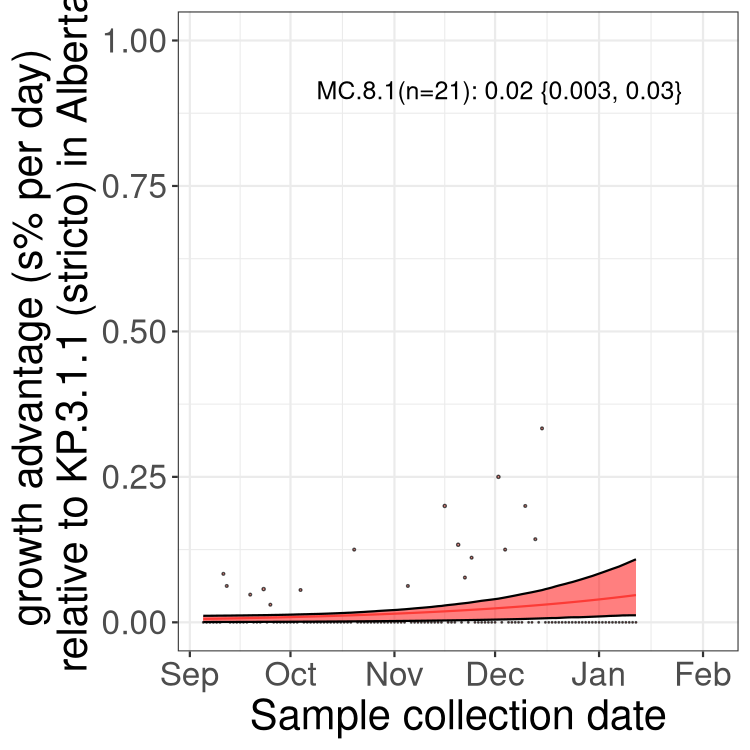 growth advantage (s% per day)
relative to KP.3.1.1 (stricto) in Alberta
1.00
0.75
0.50
0.25
0.00
MC.8.1(n=21): 0.02 {0.003, 0.03}
Sep Oct Nov Dec Jan Feb
Sample collection date